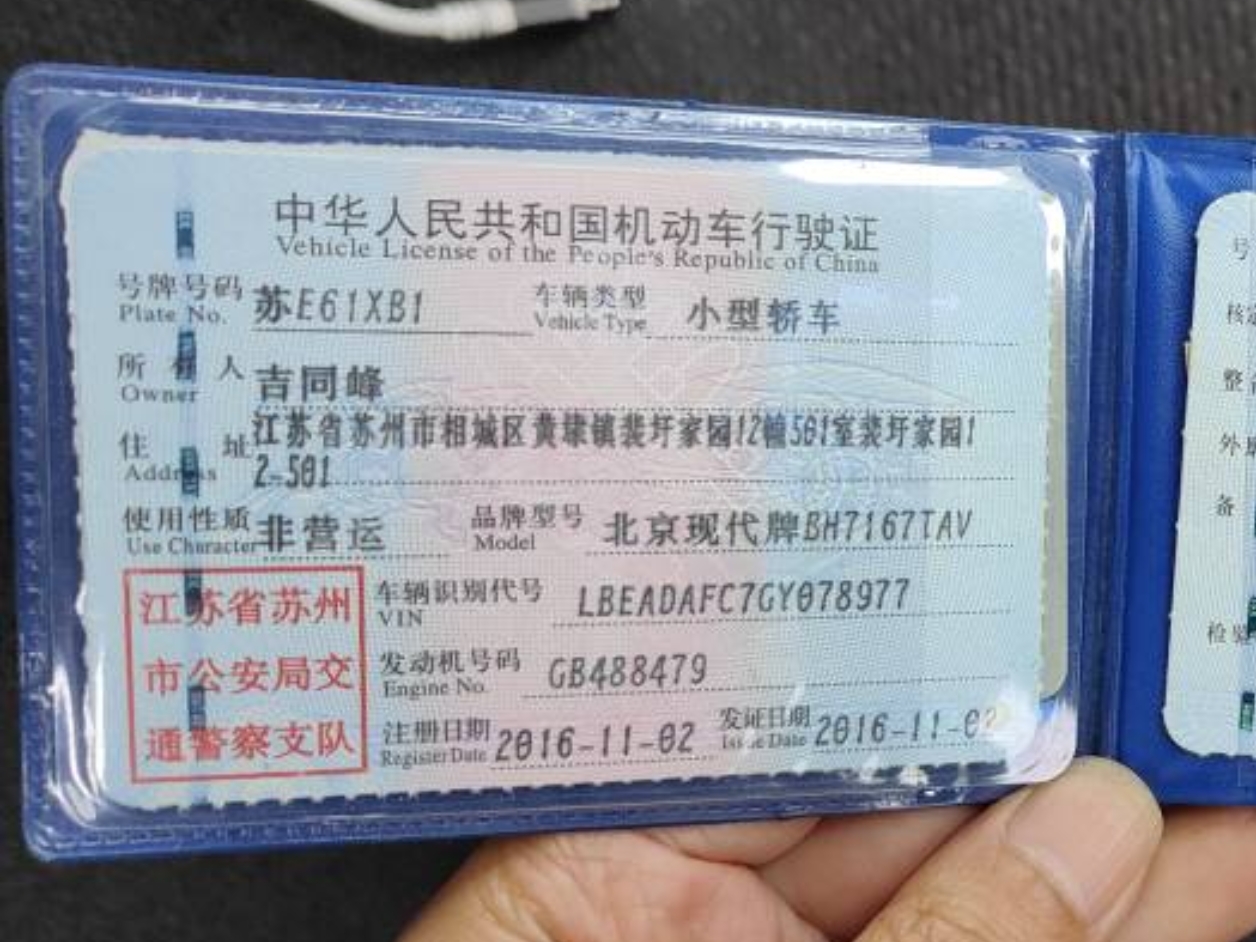 中华人民共和国机动车行驶证
Vehicle License of the People's Republic of China
号牌号码 苏E61XB1 车辆类型 小型轿车
Plate No. Vehicle Type
所有人 吉同峰
Owner
住址 江苏省苏州市相城区黄埭镇裴圩家园12幢501室裴圩家园1
Address 2-501
使用性质 非营运 品牌型号 北京现代牌BH7167TAV
Use Character Model
江苏省苏州
市公安局交
通警察支队
车辆识别代号 LBEADAFC7GY078977
VIN
发动机号码 GB488479
Engine No.
注册日期 2016-11-02 发证日期 2016-11-02
Register Date Issue Date
号
核定
整
外
备
检验